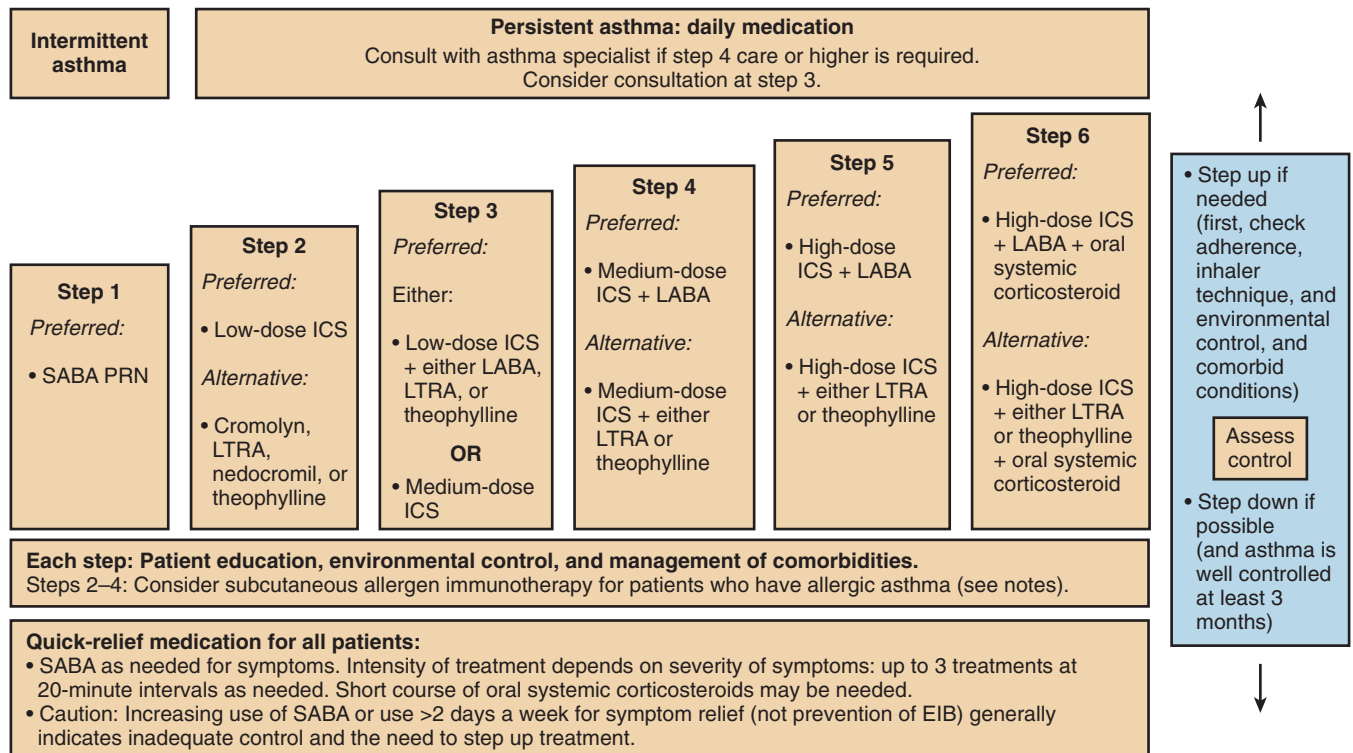 Intermittent
asthma
Persistent asthma: daily medication
Consult with asthma specialist if step 4 care or higher is required.
Consider consultation at step 3.
Step 1
Preferred:
• SABA PRN
Step 2
Preferred:
• Low-dose ICS
Alternative:
• Cromolyn,
LTRA,
nedocromil, or
theophylline
Step 3
Preferred:
Either:
• Low-dose ICS
+ either LABA,
LTRA, or
theophylline
OR
• Medium-dose
ICS
Step 4
Preferred:
• Medium-dose
ICS + LABA
Alternative:
• Medium-dose
ICS + either
LTRA or
theophylline
Step 5
Preferred:
• High-dose
ICS + LABA
Alternative:
• High-dose ICS
+ either LTRA
or theophylline
Step 6
Preferred:
• High-dose ICS
+ LABA + oral
systemic
corticosteroid
Alternative:
• High-dose ICS
+ either LTRA
or theophylline
+ oral systemic
corticosteroid
• Step up if
needed
(first, check
adherence,
inhaler
technique, and
environmental
control, and
comorbid
conditions)
Assess
control
• Step down if
possible
(and asthma is
well controlled
at least 3
months)
Each step: Patient education, environmental control, and management of comorbidities.
Steps 2–4: Consider subcutaneous allergen immunotherapy for patients who have allergic asthma (see notes).
Quick-relief medication for all patients:
• SABA as needed for symptoms. Intensity of treatment depends on severity of symptoms: up to 3 treatments at
20-minute intervals as needed. Short course of oral systemic corticosteroids may be needed.
• Caution: Increasing use of SABA or use >2 days a week for symptom relief (not prevention of EIB) generally
indicates inadequate control and the need to step up treatment.